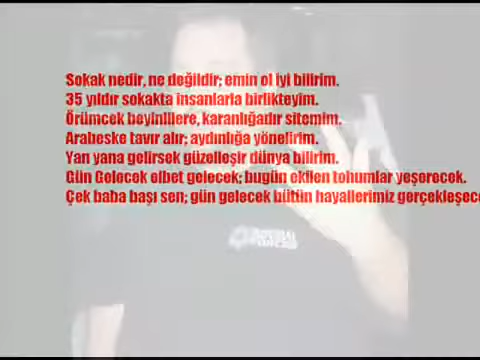 Sokak nedir, ne değildir; emin ol iyi bilirim.
35 yıldır sokakta insanlarla birlikteyim.
Örümcek beyinlilere, karanlığadır sitemim.
Arabeske tavır alır; aydınlığa yönelirim.
Yan yana gelirsek güzelleşir dünya bilirim.
Gün Gelecek elbet gelecek; bugün ekilen tohumlar yeşerecek.
Çek baba başı sen; gün gelecek bütün hayallerimiz gerçekleşec